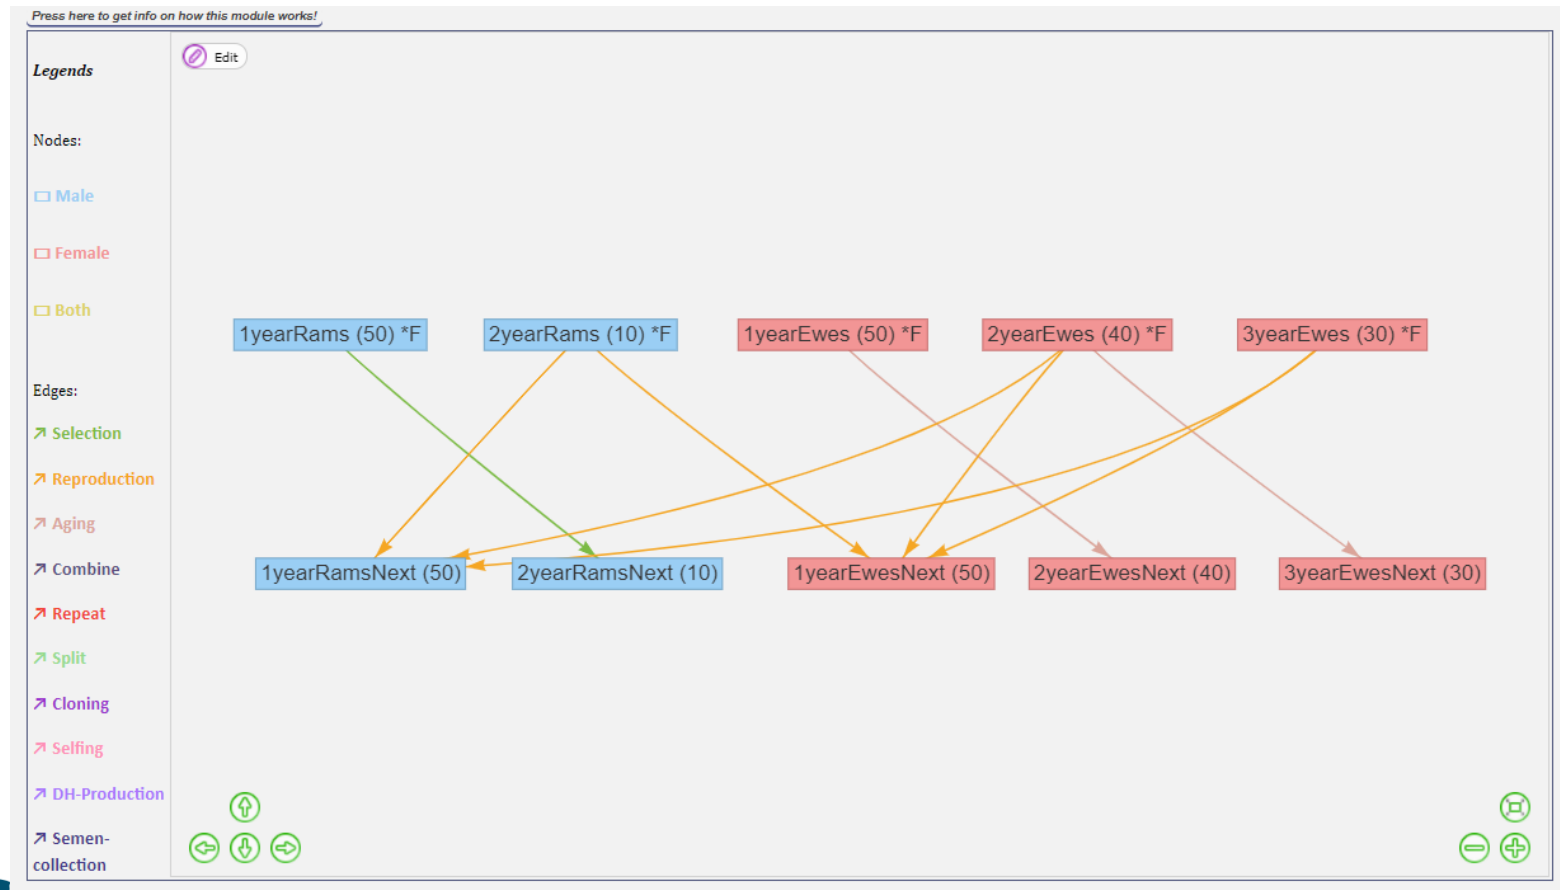 Press here to get info on how this module works!
Legends
Edit
Nodes:
Male
Female
Both
1yearRams (50) *F
2yearRams (10) *F
1yearEwes (50) *F
2yearEwes (40) *F
3yearEwes (30) *F
Edges:
Selection
Reproduction
Aging
Combine
1yearRamsNext (50)
2yearRamsNext (10)
1yearEwesNext (50)
2yearEwesNext (40)
3yearEwesNext (30)
Repeat
Split
Cloning
Selfing
DH-Production
Semen-
collection